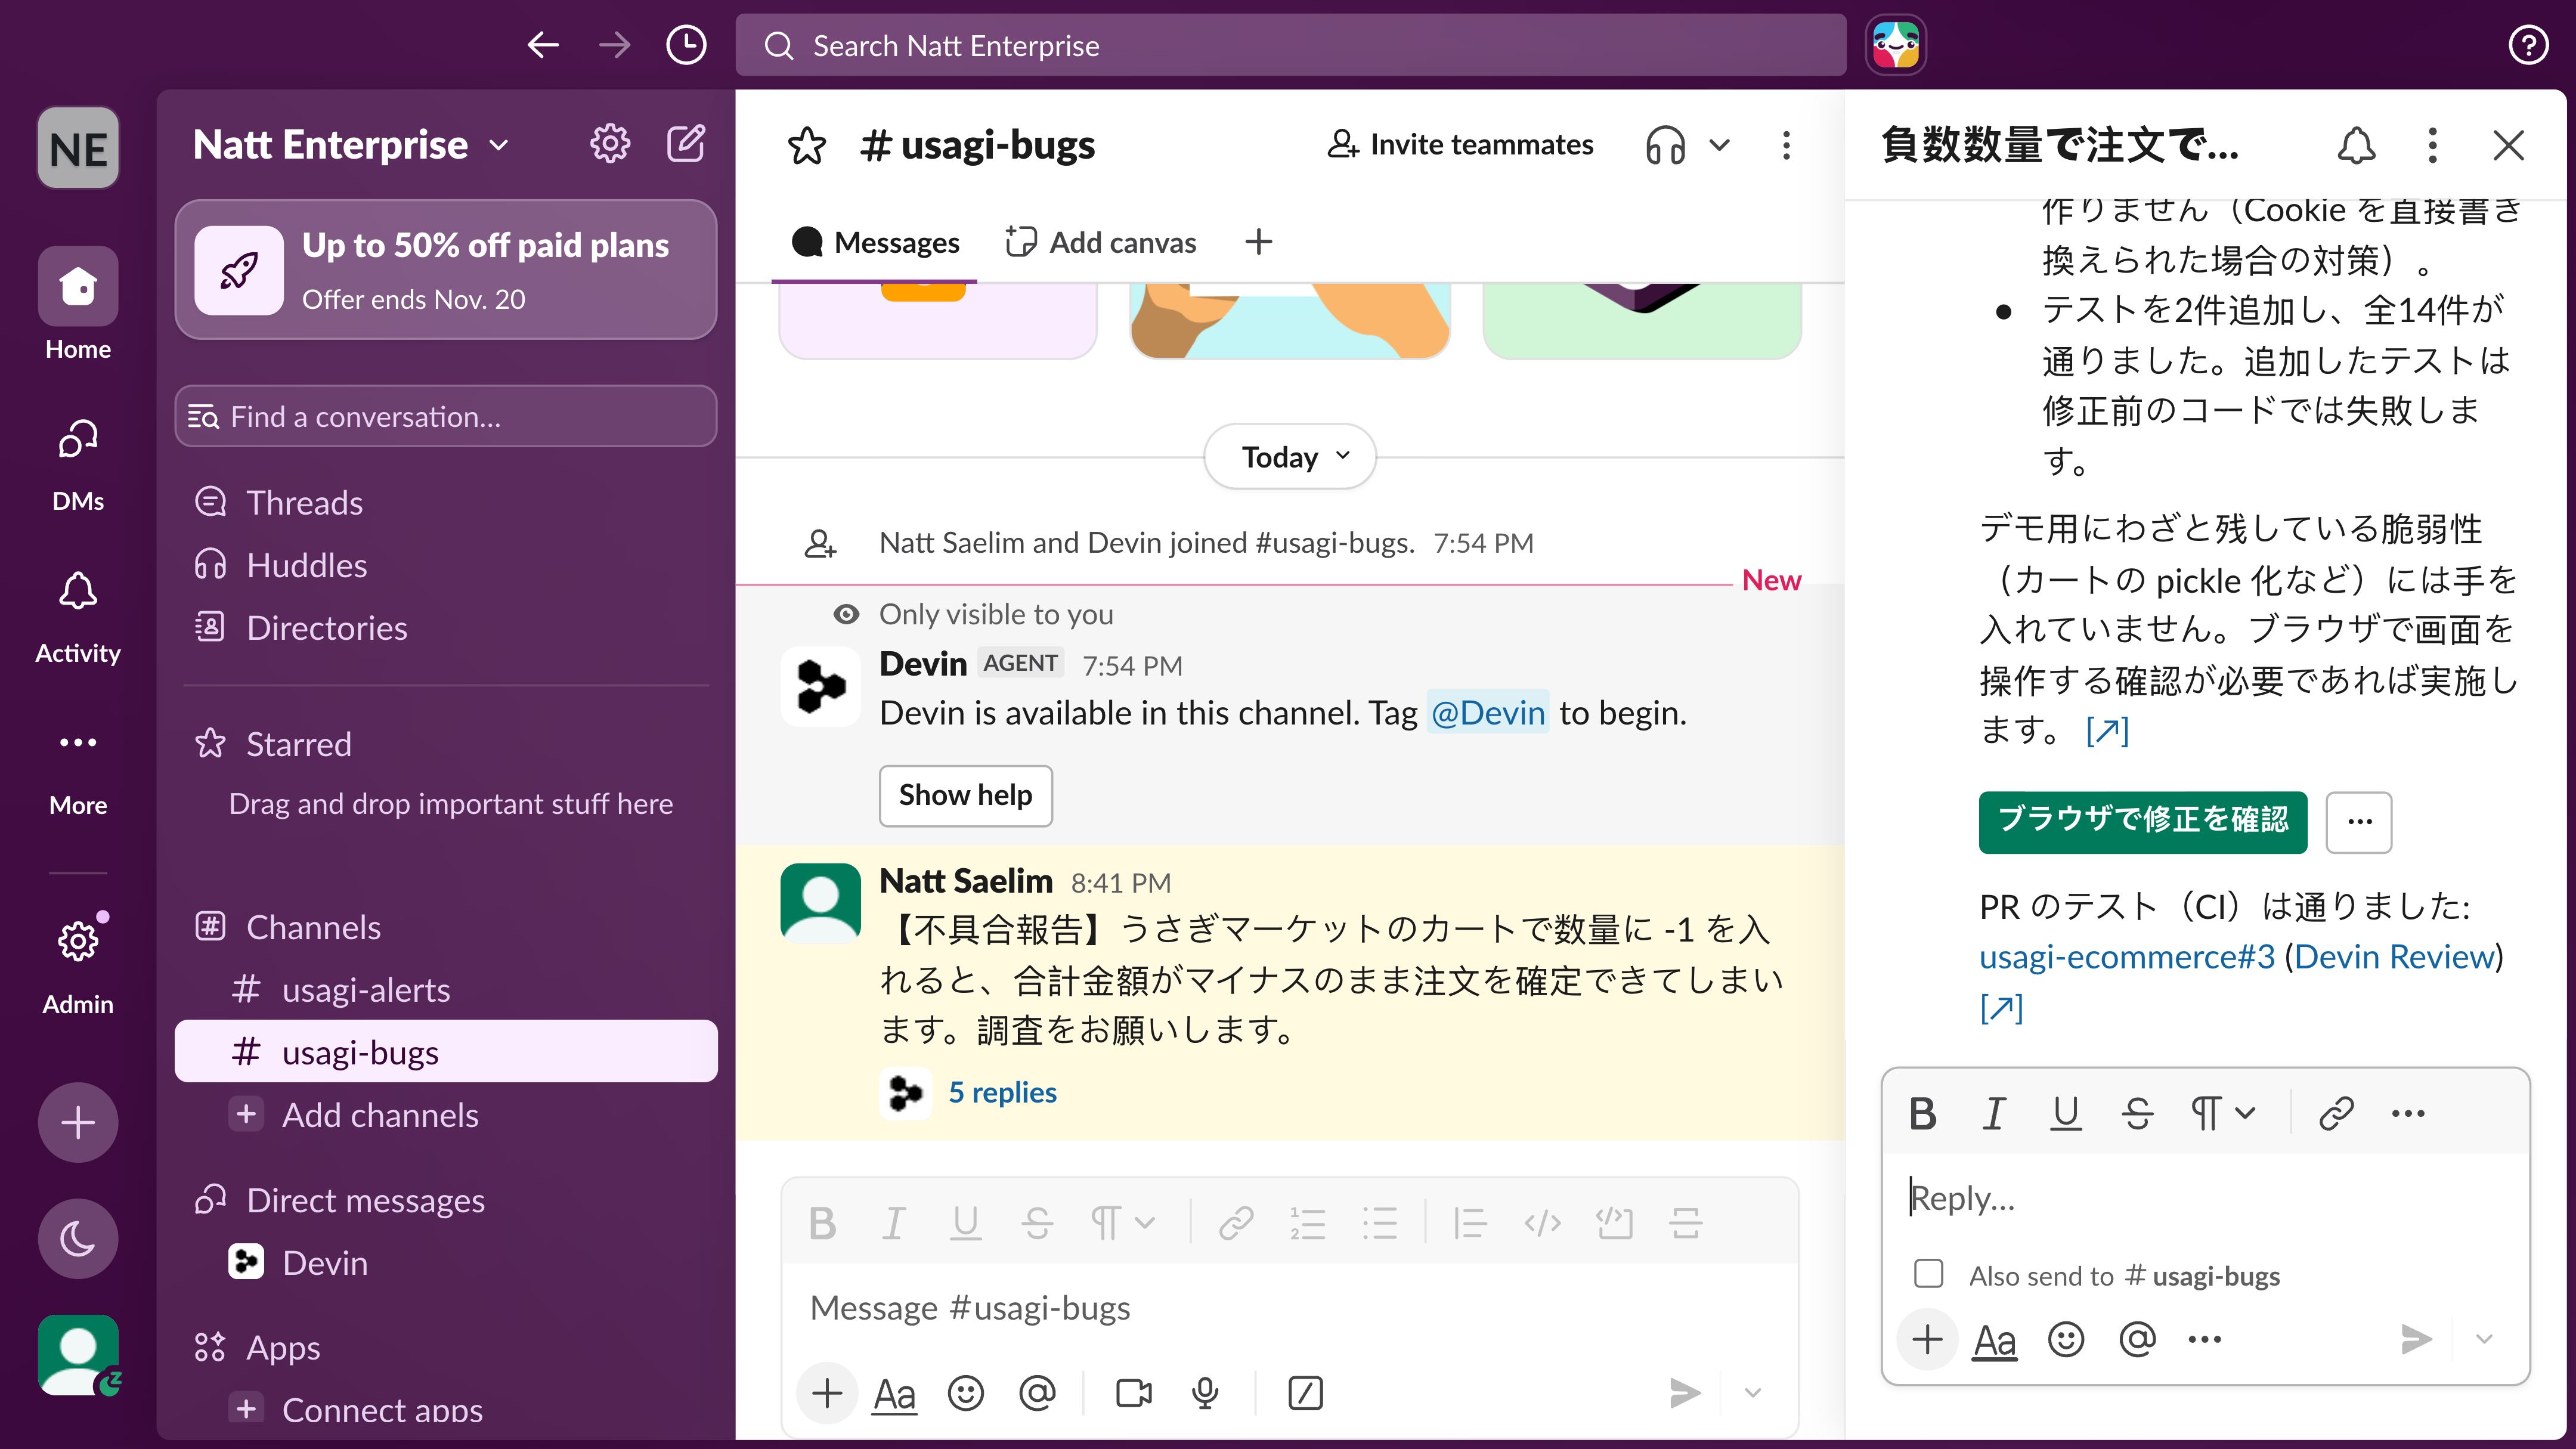 Search Natt Enterprise
NE
Home
DMs
Activity
More
Admin
Natt Enterprise
Up to 50% off paid plans
Offer ends Nov. 20
Find a conversation...
Threads
Huddles
Directories
Starred
Drag and drop important stuff here
Channels
# usagi-alerts
# usagi-bugs
Add channels
Direct messages
Devin
Apps
Connect apps
# usagi-bugs
Invite teammates
Messages
Add canvas
Today
Natt Saelim and Devin joined #usagi-bugs. 7:54 PM
New
Only visible to you
Devin AGENT 7:54 PM
Devin is available in this channel. Tag @Devin to begin.
Show help
Natt Saelim 8:41 PM
【不具合報告】うさぎマーケットのカートで数量に -1 を入
れると、合計金額がマイナスのまま注文を確定できてしまい
ます。調査をお願いします。
5 replies
Message #usagi-bugs
Aa
負数数量で注文で...
作りません（Cookie を直接書き
換えられた場合の対策）。
● テストを2件追加し、全14件が
通りました。追加したテストは
修正前のコードでは失敗しま
す。
デモ用にわざと残している脆弱性
（カートの pickle 化など）には手を
入れていません。ブラウザで画面を
操作する確認が必要であれば実施し
ます。 [↗]
ブラウザで修正を確認
PR のテスト（CI）は通りました:
usagi-ecommerce#3 (Devin Review)
[↗]
B I U S
Reply...
Also send to # usagi-bugs
Aa